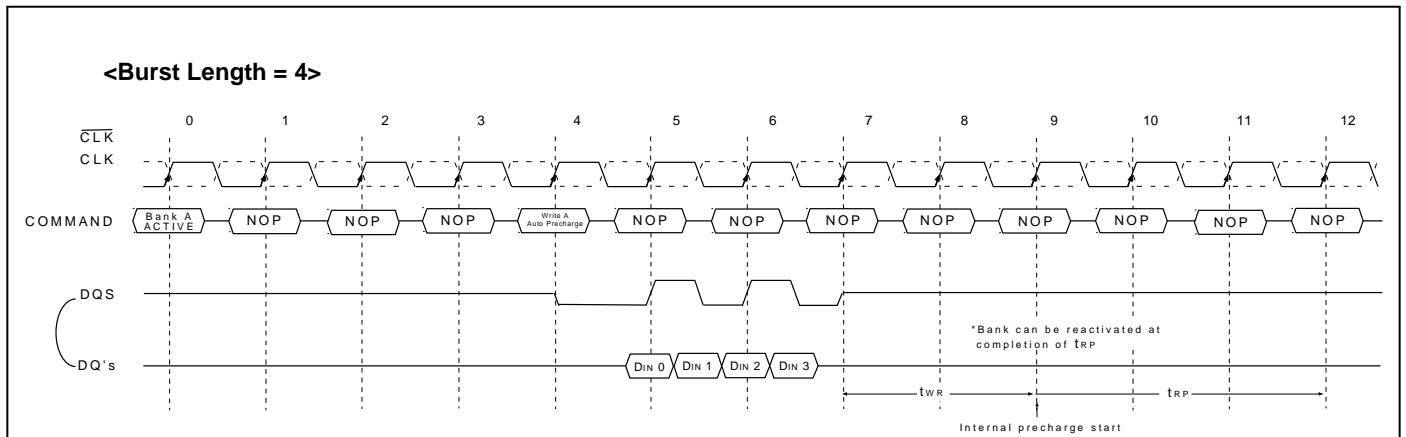 <Burst Length = 4>
0 1 2 3 4 5 6 7 8 9 10 11 12
CLK
CLK
COMMAND
Bank A
ACTIVE
NOP NOP NOP
Write A
Auto Precharge
NOP NOP NOP NOP NOP NOP NOP NOP
DQS
*Bank can be reactivated at
completion of tRP
DQ's
DIN 0 DIN 1 DIN 2 DIN 3
tWR
tRP
Internal precharge start